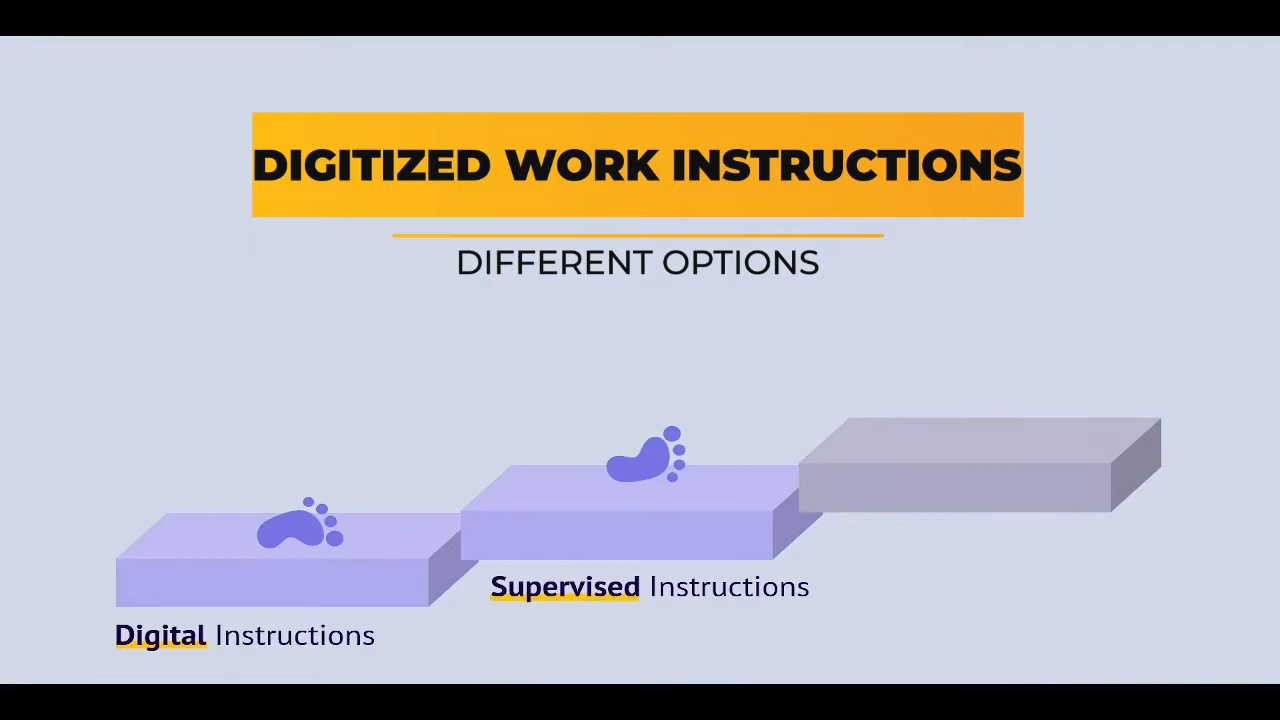 DIGITIZED WORK INSTRUCTIONS
DIFFERENT OPTIONS
Supervised Instructions
Digital Instructions